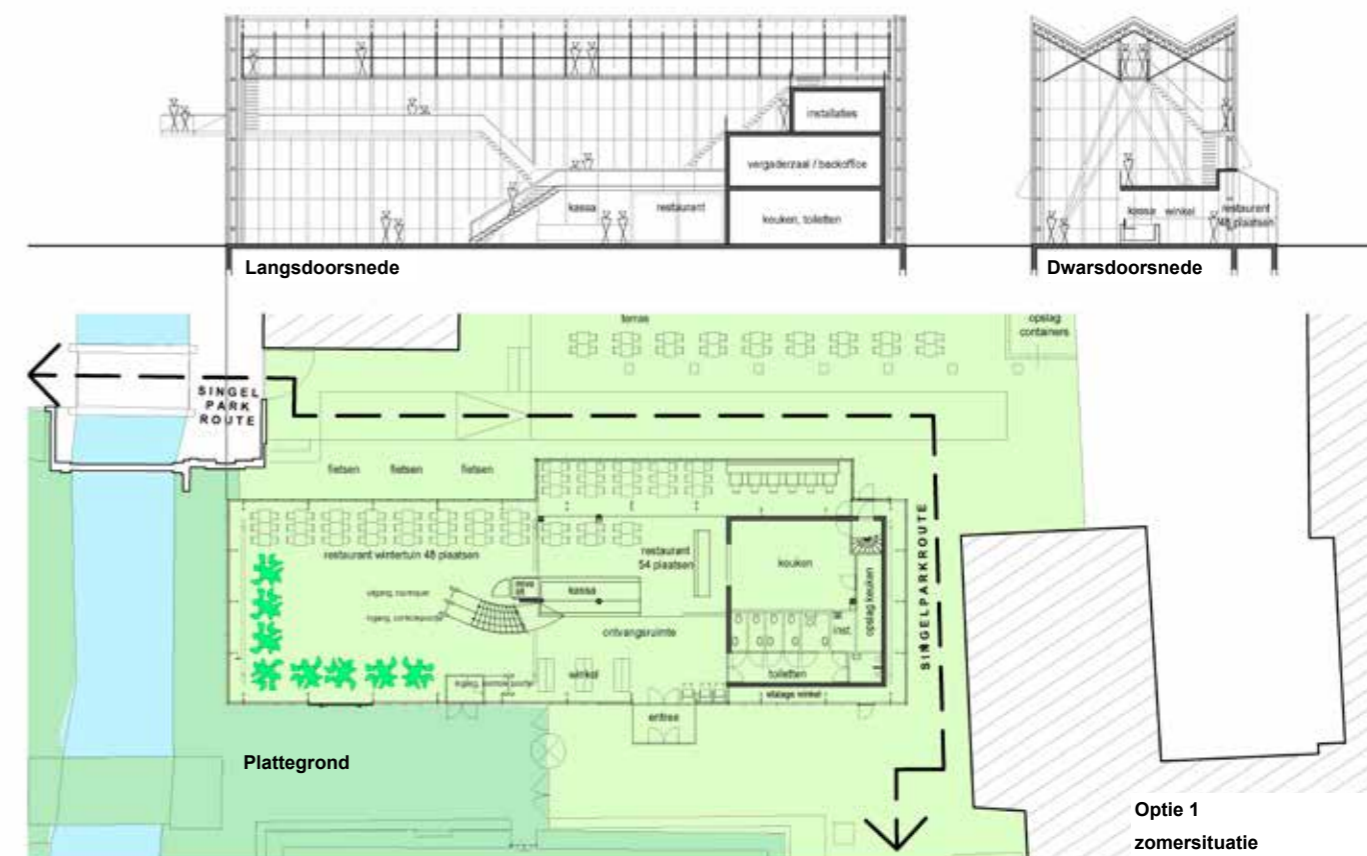 installaties
vergaderzaal / backoffice
kassa
restaurant
keuken, toiletten
Langsdoorsnede
kassa
winkel
restaurant
48 plaatsen
Dwarsdoorsnede
terras
opslag
containers
SINGEL
PARK
ROUTE
fietsen
fietsen
fietsen
restaurant wintertuin 48 plaatsen
restaurant
54 plaatsen
keuken
opslag keuken
kassa
inst.
ontvangsruimte
winkel
toiletten
etalage winkel
entree
SINGELPARKROUTE
Plattegrond
Optie 1
zomersituatie